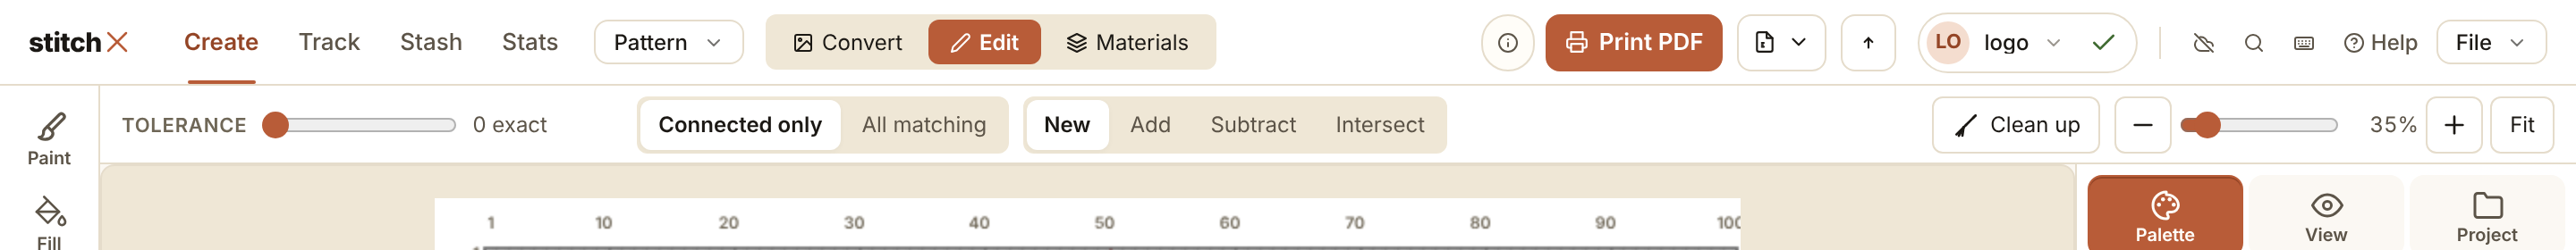 stitch
Create Track Stash Stats Pattern Convert Edit Materials Print PDF LO logo Help File
TOLERANCE 0 exact Connected only All matching New Add Subtract Intersect Clean up 35% Fit
Paint
Fill
1 10 20 30 40 50 60 70 80 90 100
Palette View Project